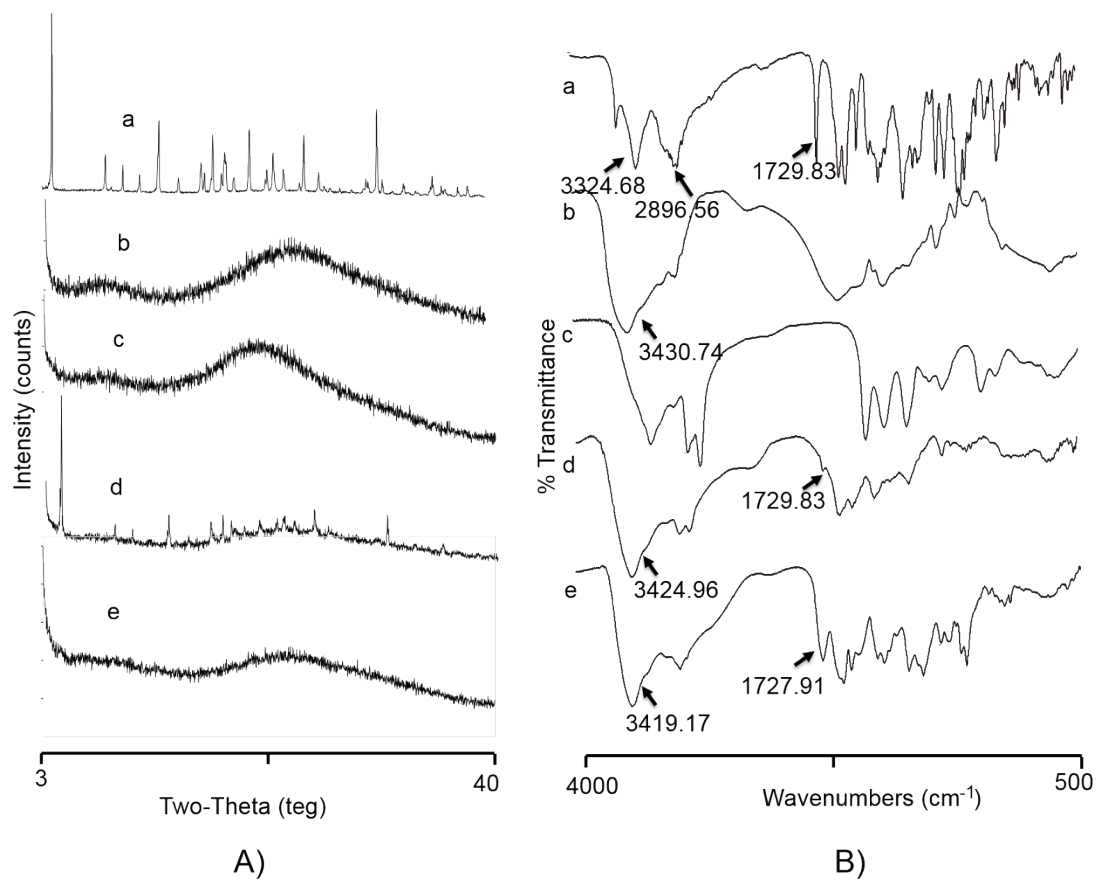 a
b
c
d
e
Intensity (counts)
3
40
Two-Theta (teg)
A)
a
3324.68
2896.56
1729.83
b
3430.74
c
% Transmittance
d
1729.83
3424.96
e
1727.91
3419.17
4000
500
Wavenumbers (cm-1)
B)